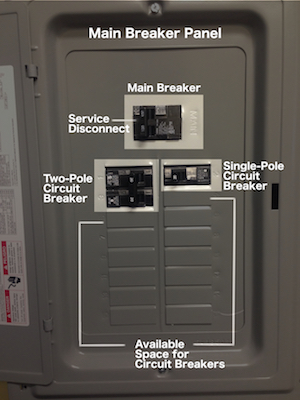 Main Breaker Panel
Main Breaker
Service
Disconnect
Two-Pole
Circuit
Breaker
Single-Pole
Circuit
Breaker
Available
Space for
Circuit Breakers